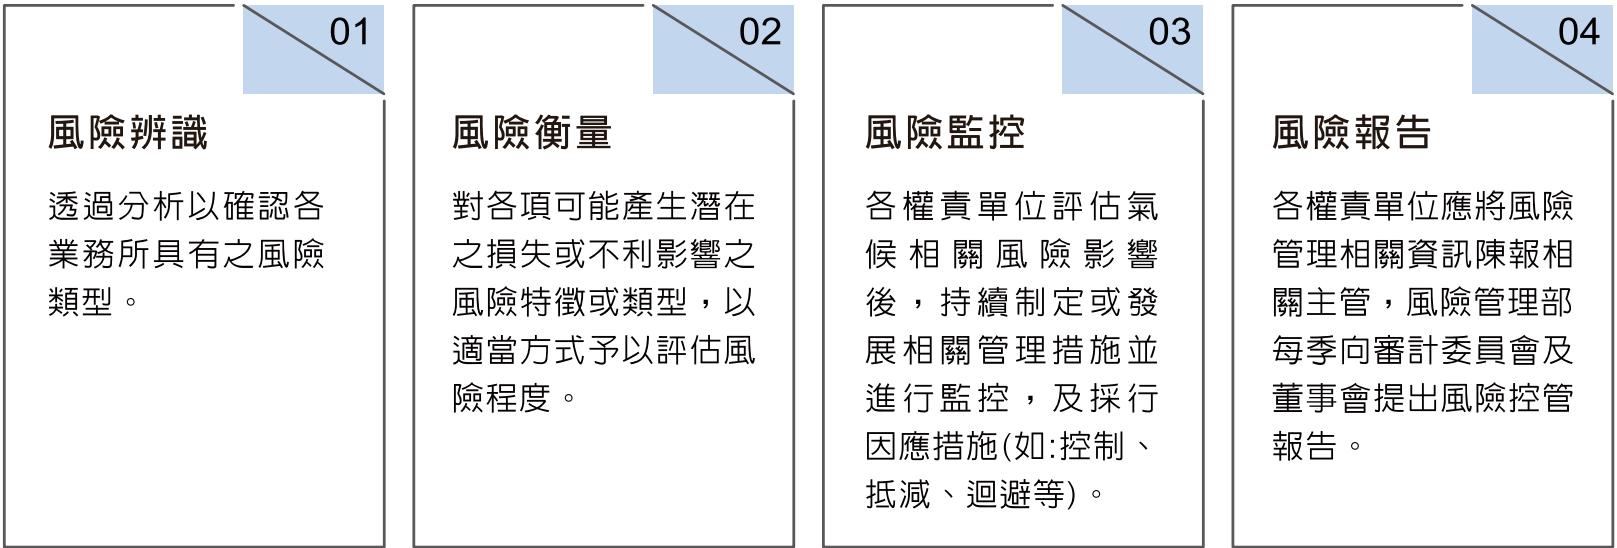 01
風險辨識
透過分析以確認各
業務所具有之風險
類型。
02
風險衡量
對各項可能產生潛在
之損失或不利影響之
風險特徵或類型，以
適當方式予以評估風
險程度。
03
風險監控
各權責單位評估氣
候相關風險影響
後，持續制定或發
展相關管理措施並
進行監控，及採行
因應措施(如:控制、
抵減、迴避等)。
04
風險報告
各權責單位應將風險
管理相關資訊陳報相
關主管，風險管理部
每季向審計委員會及
董事會提出風險控管
報告。